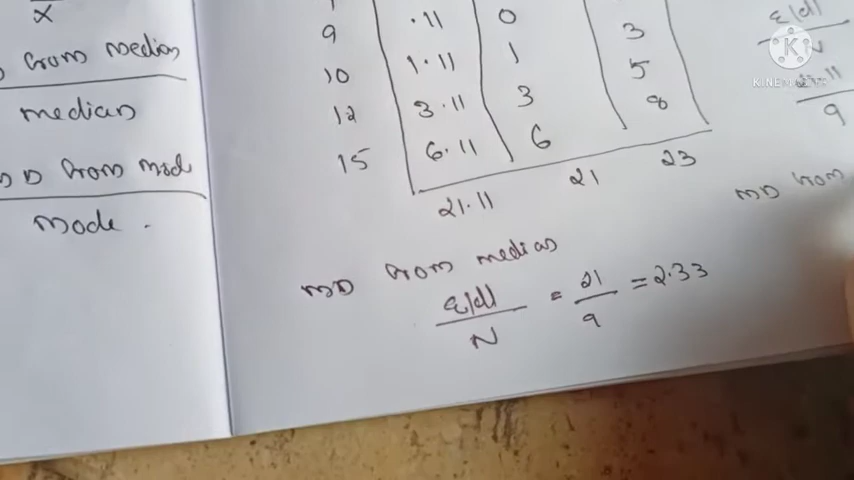 x
from median
median
D from mode
mode .
9 .11 0 3
10 1.11 1 5
12 3.11 3 8
15 6.11 6
21.11 21 23
MD from median
Σ|d| / N = 21 / 9 = 2.33
Σ|d|
N
KINEMASTER
9
MD from